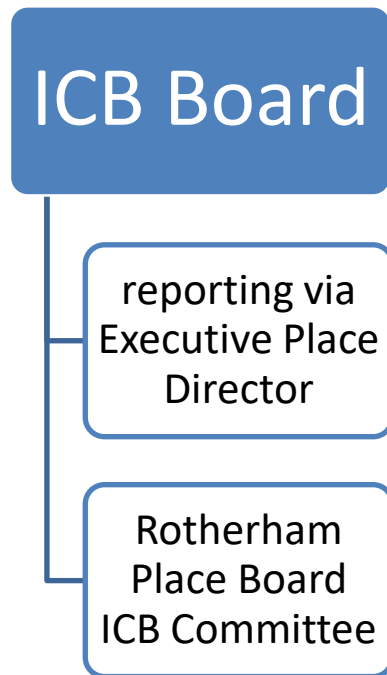 ICB Board
reporting via
Executive Place
Director
Rotherham
Place Board
ICB Committee